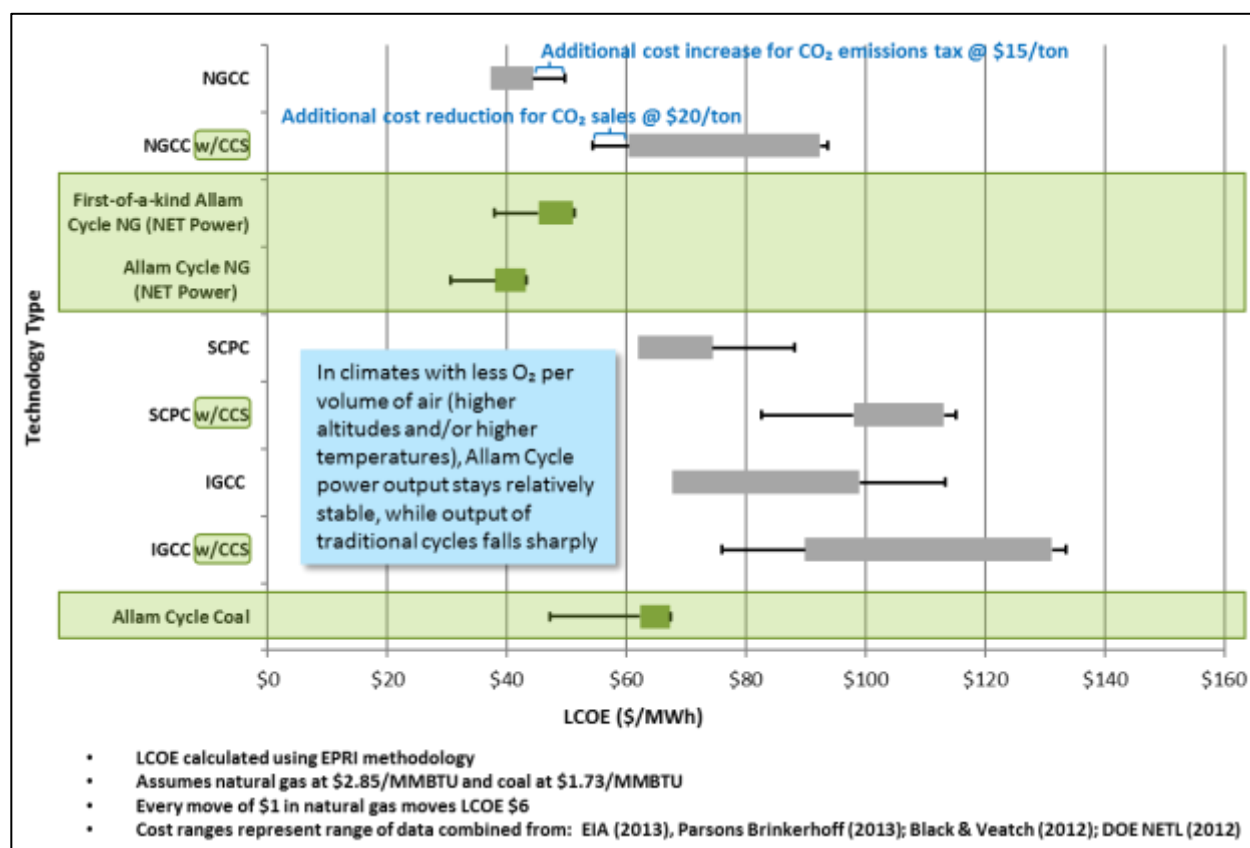 Additional cost increase for CO₂ emissions tax @ $15/ton
NGCC
Additional cost reduction for CO₂ sales @ $20/ton
NGCC w/CCS
First-of-a-kind Allam
Cycle NG (NET Power)
Allam Cycle NG
(NET Power)
Technology Type
SCPC
In climates with less O₂ per
volume of air (higher
altitudes and/or higher
temperatures), Allam Cycle
power output stays relatively
stable, while output of
traditional cycles falls sharply
SCPC w/CCS
IGCC
IGCC w/CCS
Allam Cycle Coal
$0 $20 $40 $60 $80 $100 $120 $140 $160
LCOE ($/MWh)
• LCOE calculated using EPRI methodology
• Assumes natural gas at $2.85/MMBTU and coal at $1.73/MMBTU
• Every move of $1 in natural gas moves LCOE $6
• Cost ranges represent range of data combined from: EIA (2013), Parsons Brinkerhoff (2013); Black & Veatch (2012); DOE NETL (2012)